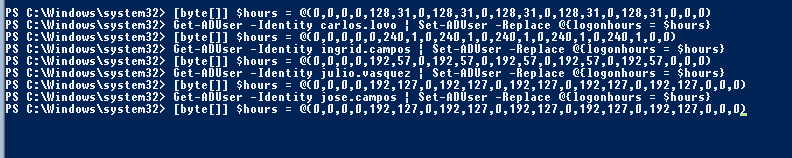 PS C:\Windows\system32> [byte[]] $hours = @(0,0,0,0,128,31,0,128,31,0,128,31,0,128,31,0,128,31,0,0,0)
PS C:\Windows\system32> Get-ADUser -Identity carlos.lovo | Set-ADUser -Replace @{logonhours = $hours}
PS C:\Windows\system32> [byte[]] $hours = @(0,0,0,0,0,240,1,0,240,1,0,240,1,0,240,1,0,240,1,0,0)
PS C:\Windows\system32> Get-ADUser -Identity ingrid.campos | Set-ADUser -Replace @{logonhours = $hours}
PS C:\Windows\system32> [byte[]] $hours = @(0,0,0,0,192,57,0,192,57,0,192,57,0,192,57,0,192,57,0,0,0)
PS C:\Windows\system32> Get-ADUser -Identity julio.vasquez | Set-ADUser -Replace @{logonhours = $hours}
PS C:\Windows\system32> [byte[]] $hours = @(0,0,0,0,192,127,0,192,127,0,192,127,0,192,127,0,192,127,0,0,0)
PS C:\Windows\system32> Get-ADUser -Identity jose.campos | Set-ADUser -Replace @{logonhours = $hours}
PS C:\Windows\system32> [byte[]] $hours = @(0,0,0,0,192,127,0,192,127,0,192,127,0,192,127,0,192,127,0,0,0)